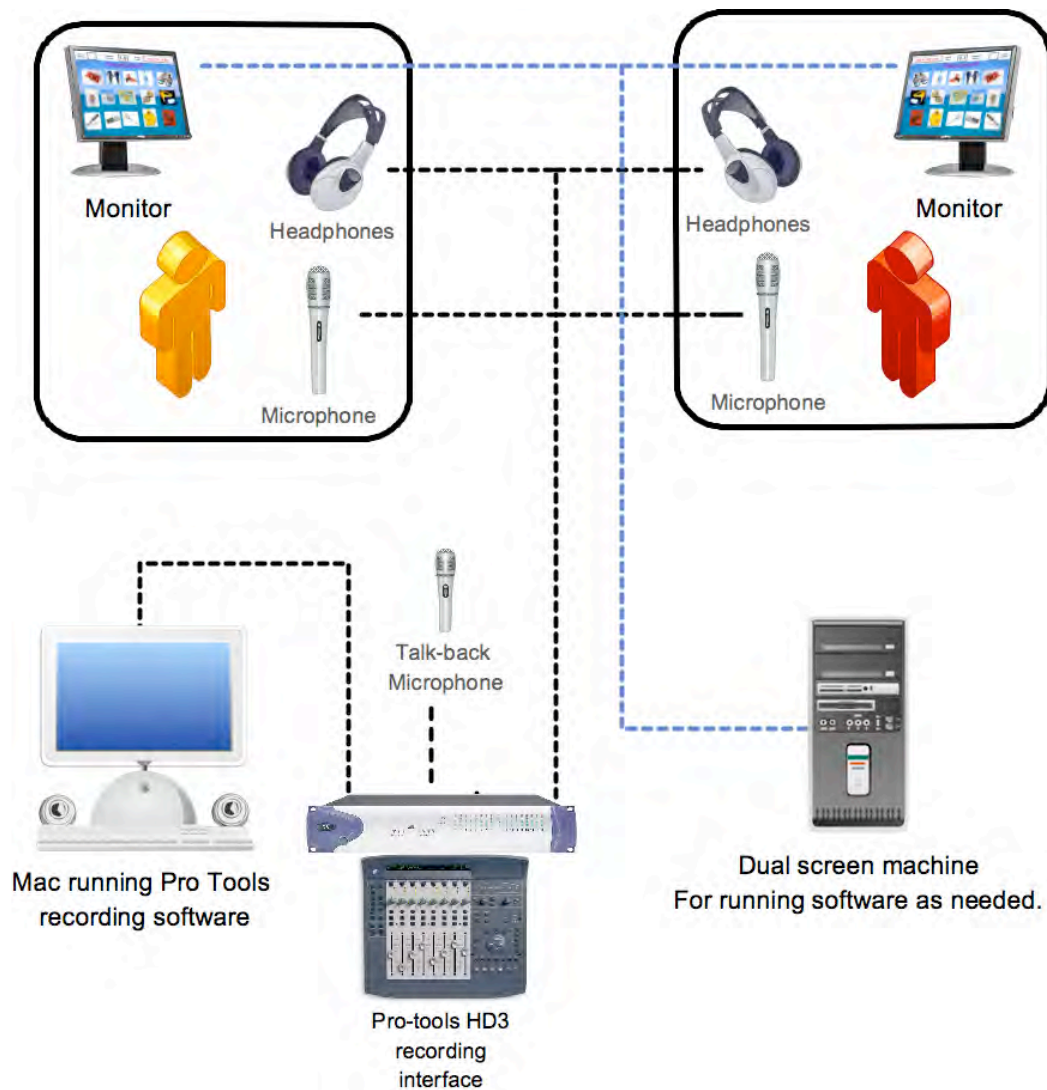 Monitor
Monitor
Headphones
Headphones
Microphone
Microphone
Talk-back
Microphone
Mac running Pro Tools
recording software
Dual screen machine
For running software as needed.
Pro-tools HD3
recording
interface